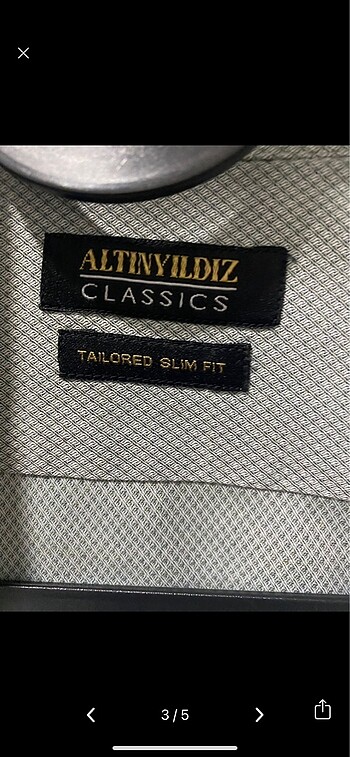 ALTINYILDIZ
CLASSICS
TAILORED SLIM FIT
3/5